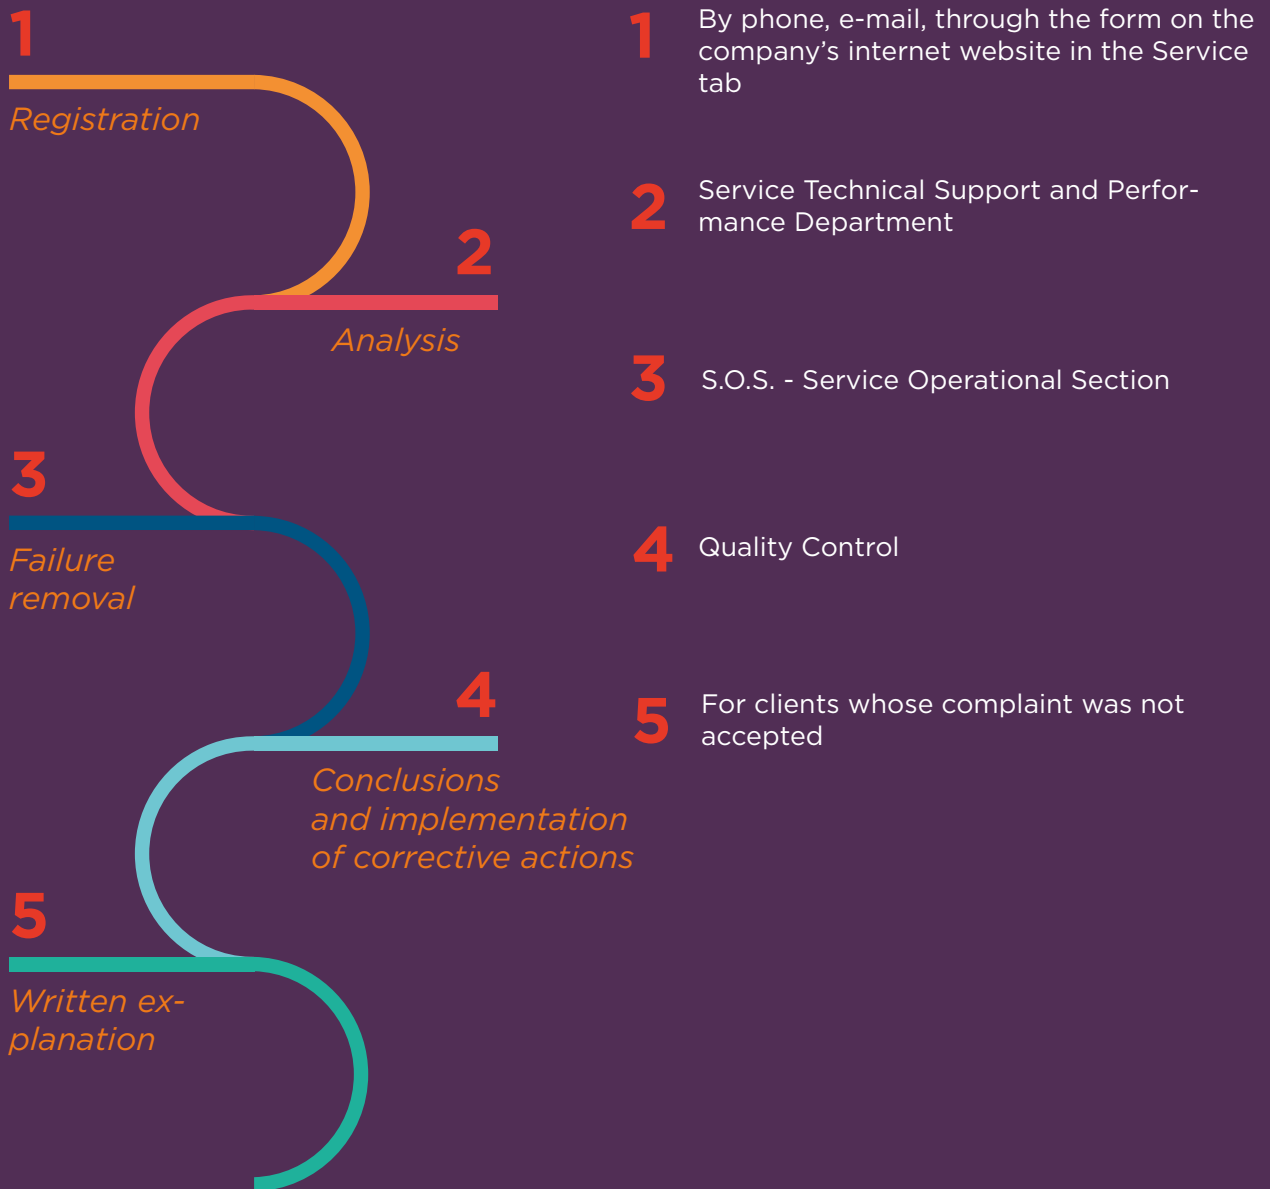 1
Registration
2
Analysis
3
Failure
removal
4
Conclusions
and implementation
of corrective actions
5
Written ex-
planation
1
By phone, e-mail, through the form on the
company’s internet website in the Service
tab
2
Service Technical Support and Perfor-
mance Department
3
S.O.S. - Service Operational Section
4
Quality Control
5
For clients whose complaint was not
accepted